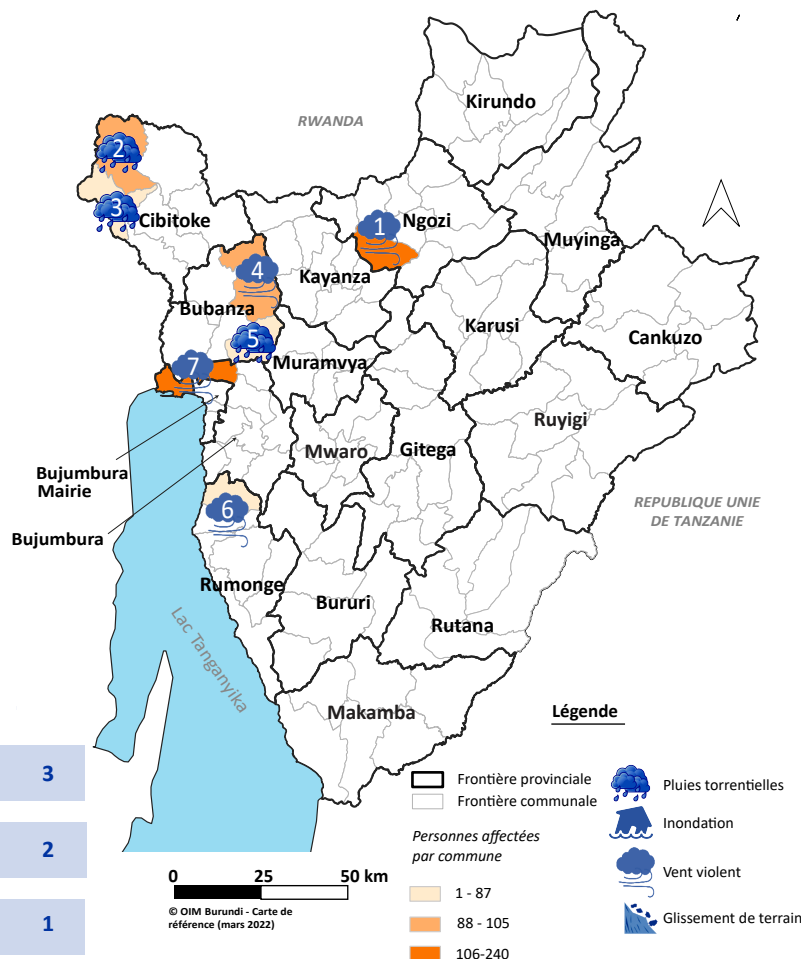 Kirundo
RWANDA
2
3
Cibitoke
1
Ngozi
Muyinga
4
Kayanza
Bubanza
Karusi
Cankuzo
5
Muramvya
7
Ruyigi
Mwaro
Gitega
Bujumbura
Mairie
REPUBLIQUE UNIE
DE TANZANIE
6
Bujumbura
Rumonge
Bururi
Rutana
Lac Tanganyika
Makamba
Légende
3
2
1
Frontière provinciale
Frontière communale
Personnes affectées
par commune
1 - 87
88 - 105
106-240
Pluies torrentielles
Inondation
Vent violent
Glissement de terrain
0 25 50 km
© OIM Burundi - Carte de
référence (mars 2022)